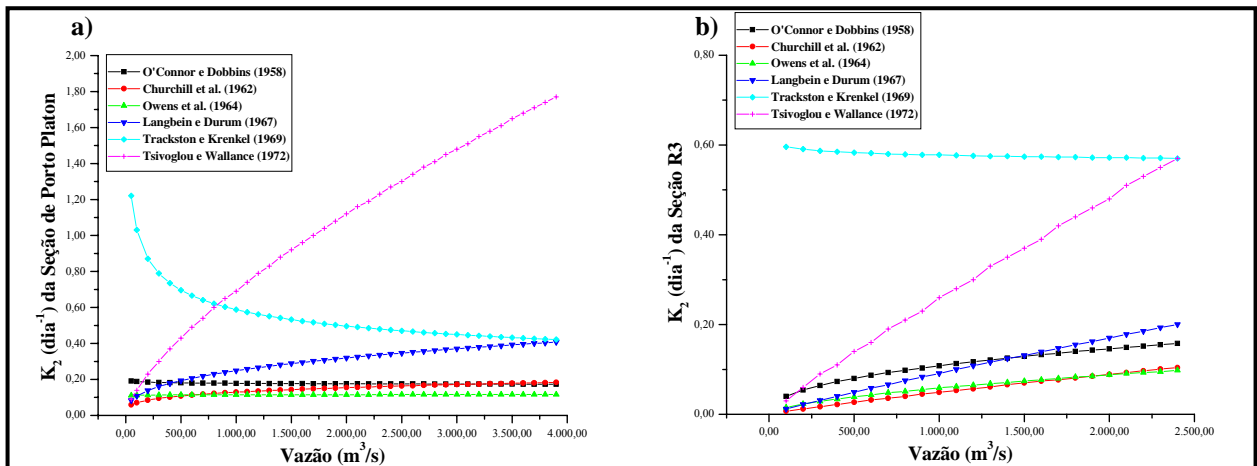 a)
2,00
1,80
1,60
1,40
1,20
1,00
0,80
0,60
0,40
0,20
0,00
K₂ (dia⁻¹) da Seção de Porto Platon
O'Connor e Dobbins (1958)
Churchill et al. (1962)
Owens et al. (1964)
Langbein e Durum (1967)
Trackston e Krenkel (1969)
Tsivoglou e Wallance (1972)
0,00 500,00 1.000,00 1.500,00 2.000,00 2.500,00 3.000,00 3.500,00 4.000,00
Vazão (m³/s)
b)
O'Connor e Dobbins (1958)
Churchill et al. (1962)
Owens et al. (1964)
Langbein e Durum (1967)
Trackston e Krenkel (1969)
Tsivoglou e Wallance (1972)
0,80
0,60
0,40
0,20
0,00
K₂ (dia⁻¹) da Seção R3
0,00 500,00 1.000,00 1.500,00 2.000,00 2.500,00
Vazão (m³/s)